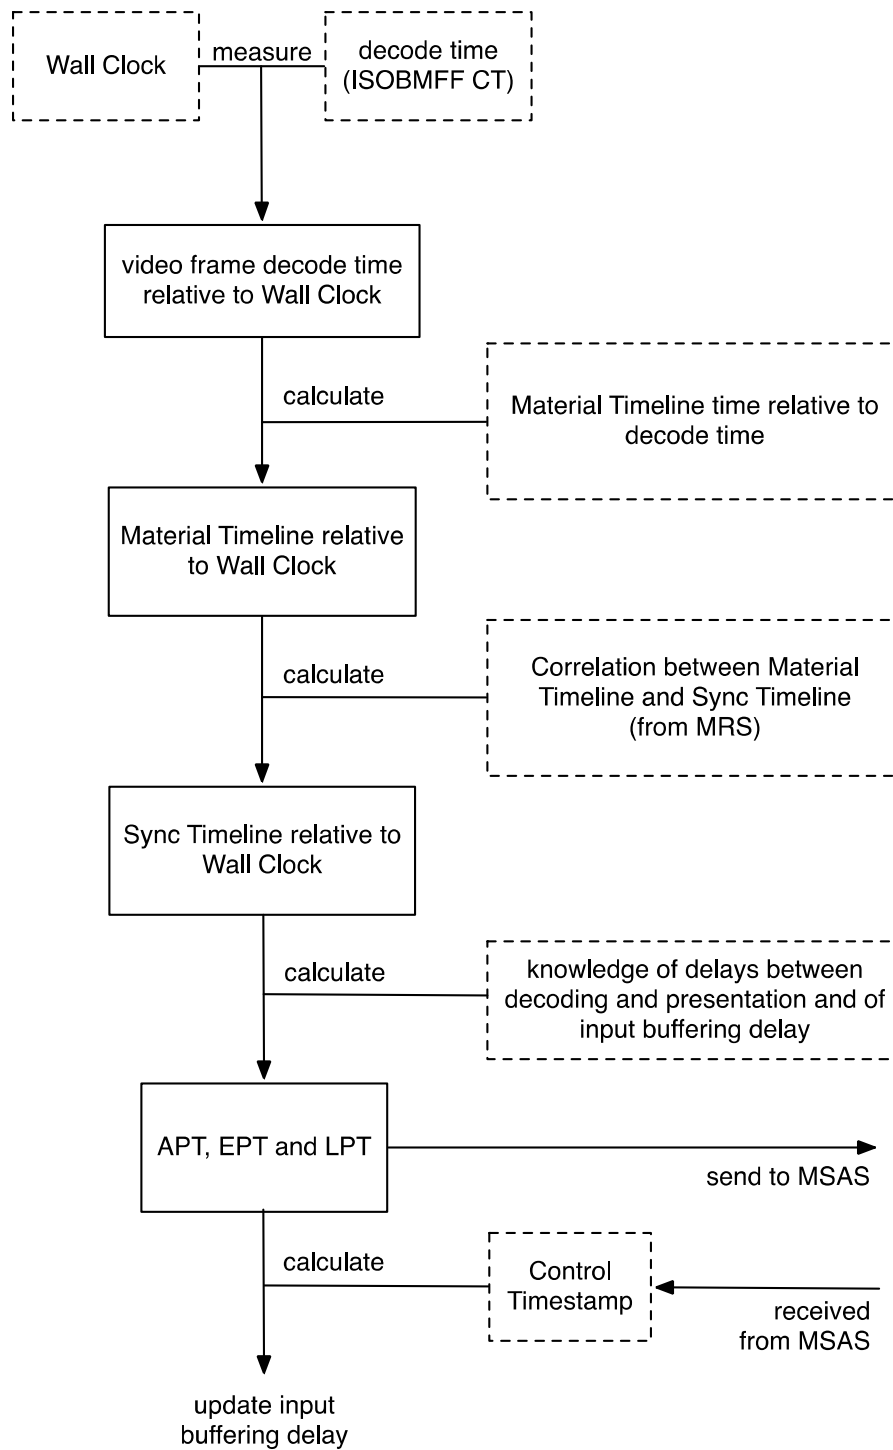 Wall Clock
measure
decode time
(ISOBMFF CT)
video frame decode time
relative to Wall Clock
calculate
Material Timeline time relative to
decode time
Material Timeline relative
to Wall Clock
calculate
Correlation between Material
Timeline and Sync Timeline
(from MRS)
Sync Timeline relative to
Wall Clock
calculate
knowledge of delays between
decoding and presentation and of
input buffering delay
APT, EPT and LPT
send to MSAS
calculate
Control
Timestamp
received
from MSAS
update input
buffering delay